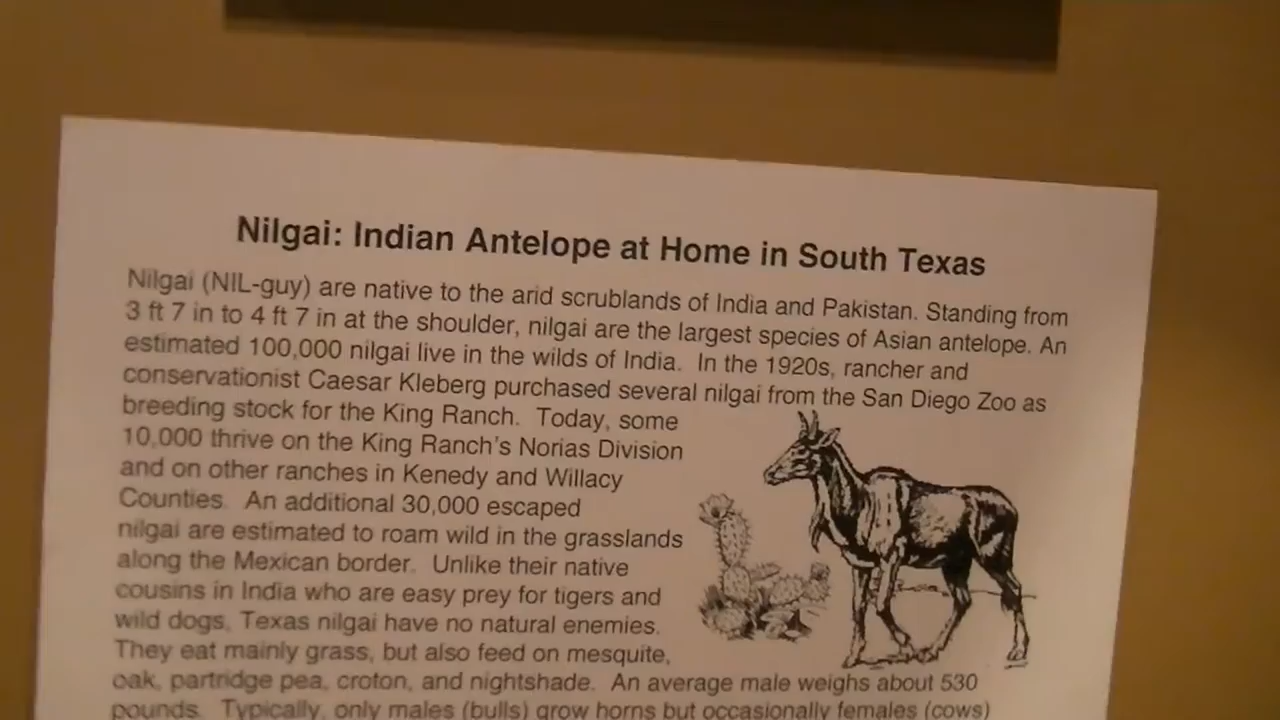 Nilgai: Indian Antelope at Home in South Texas
Nilgai (NIL-guy) are native to the arid scrublands of India and Pakistan. Standing from
3 ft 7 in to 4 ft 7 in at the shoulder, nilgai are the largest species of Asian antelope. An
estimated 100,000 nilgai live in the wilds of India. In the 1920s, rancher and
conservationist Caesar Kleberg purchased several nilgai from the San Diego Zoo as
breeding stock for the King Ranch. Today, some
10,000 thrive on the King Ranch's Norias Division
and on other ranches in Kenedy and Willacy
Counties. An additional 30,000 escaped
nilgai are estimated to roam wild in the grasslands
along the Mexican border. Unlike their native
cousins in India who are easy prey for tigers and
wild dogs, Texas nilgai have no natural enemies.
They eat mainly grass, but also feed on mesquite,
oak, partridge pea, croton, and nightshade. An average male weighs about 530
pounds. Typically, only males (bulls) grow horns but occasionally females (cows)